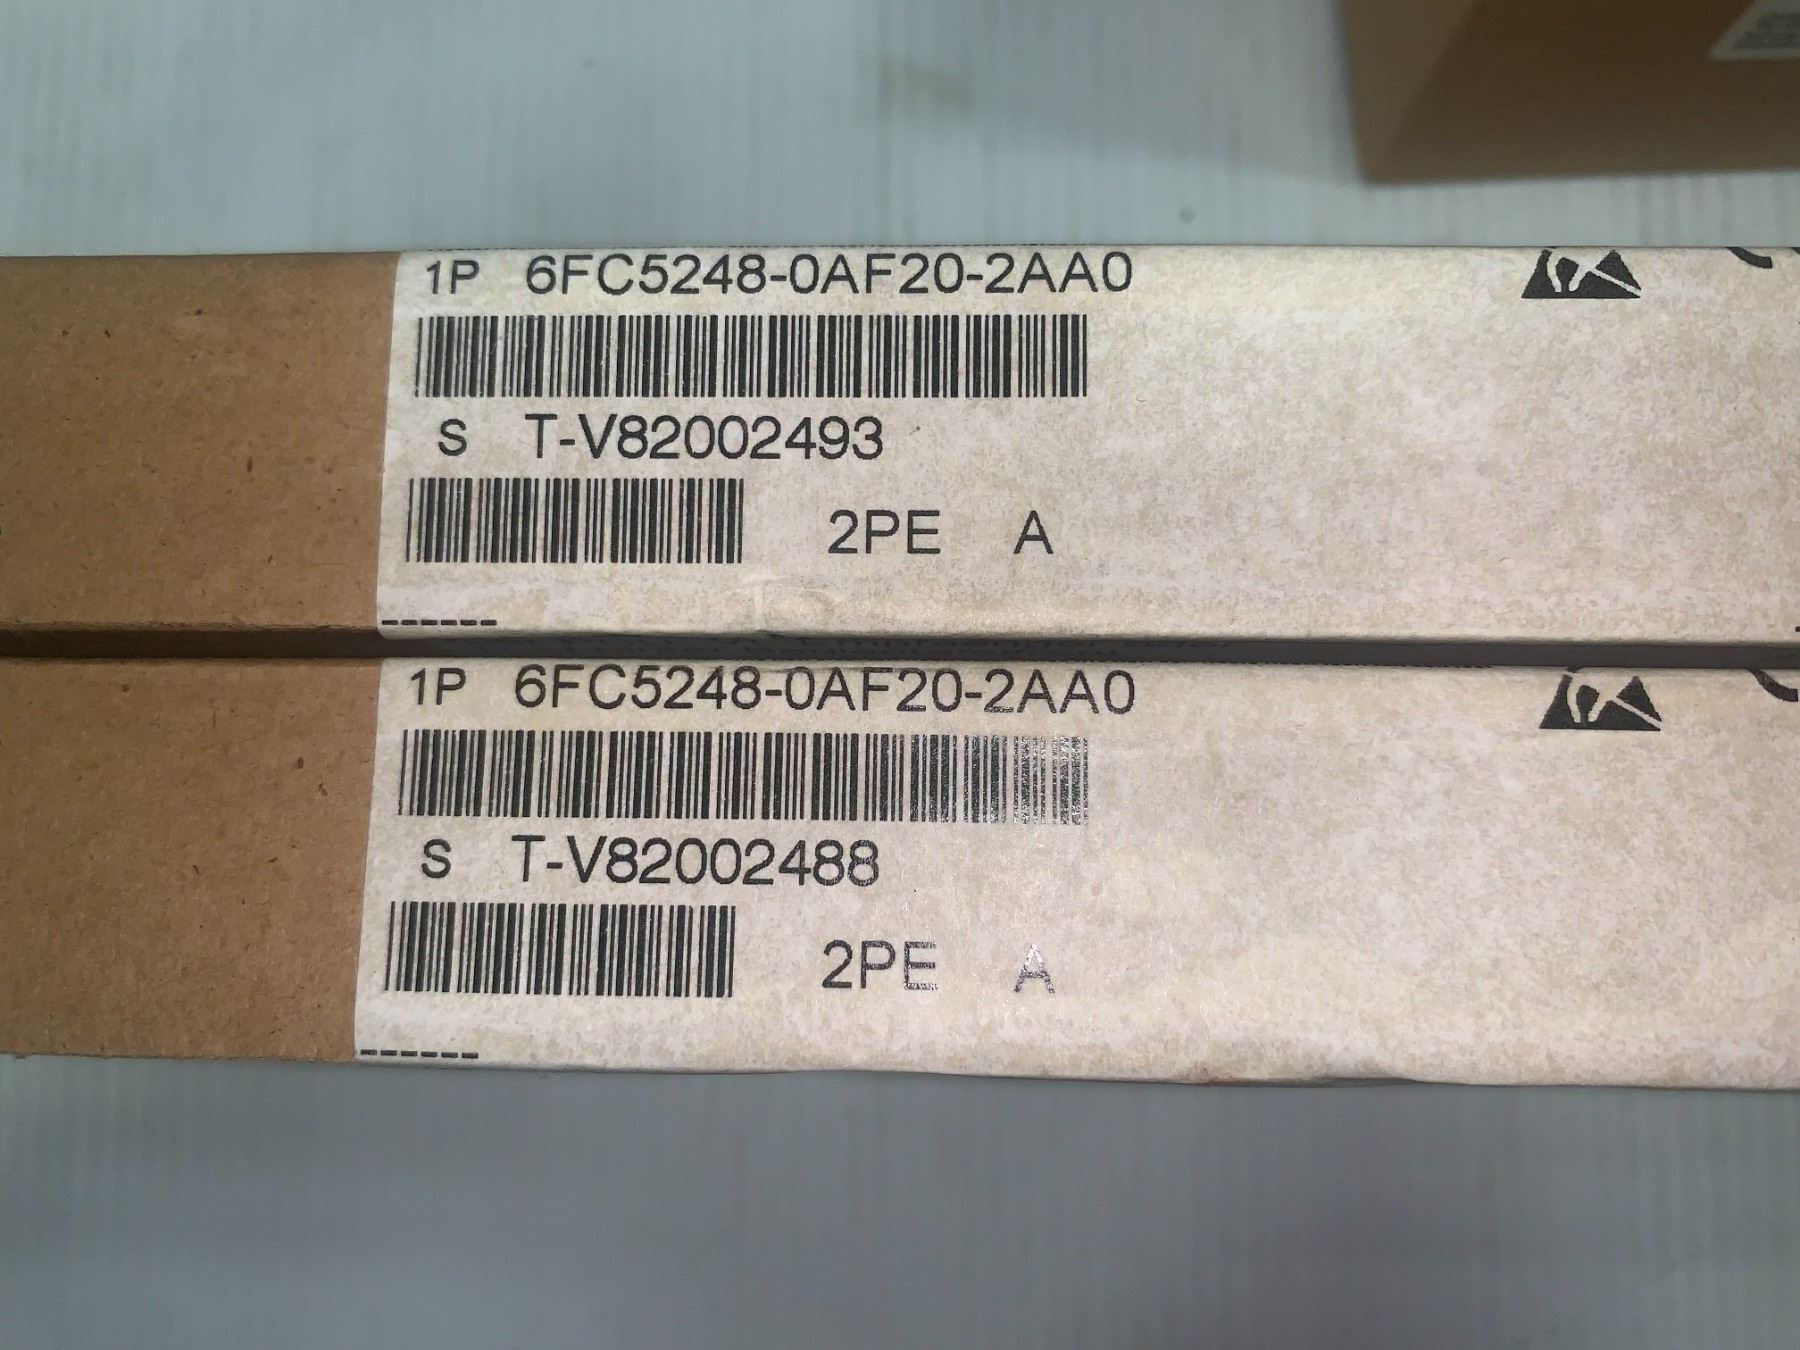 1P 6FC5248-0AF20-2AA0
S T-V82002493
2PE A
1P 6FC5248-0AF20-2AA0
S T-V82002488
2PE A